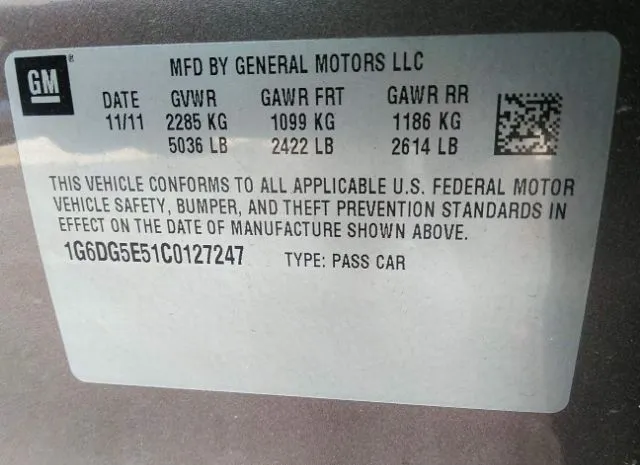 GM ®
MFD BY GENERAL MOTORS LLC
DATE GVWR GAWR FRT GAWR RR
11/11 2285 KG 1099 KG 1186 KG
5036 LB 2422 LB 2614 LB
THIS VEHICLE CONFORMS TO ALL APPLICABLE U.S. FEDERAL MOTOR
VEHICLE SAFETY, BUMPER, AND THEFT PREVENTION STANDARDS IN
EFFECT ON THE DATE OF MANUFACTURE SHOWN ABOVE.
1G6DG5E51C0127247 TYPE: PASS CAR